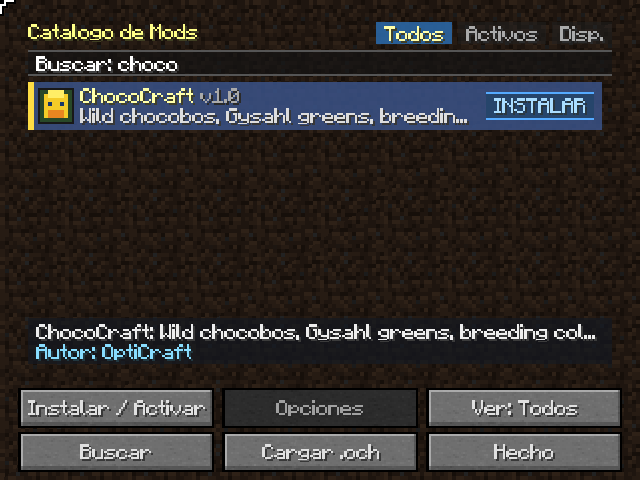 Catalogo de Mods
Todos Activos Disp.
Buscar: choco
ChocoCraft v1.0
Wild chocobos, Gysahl greens, breedin...
INSTALAR
ChocoCraft: Wild chocobos, Gysahl greens, breeding col...
Autor: OptiCraft
Instalar / Activar Opciones Ver: Todos
Buscar Cargar .och Hecho